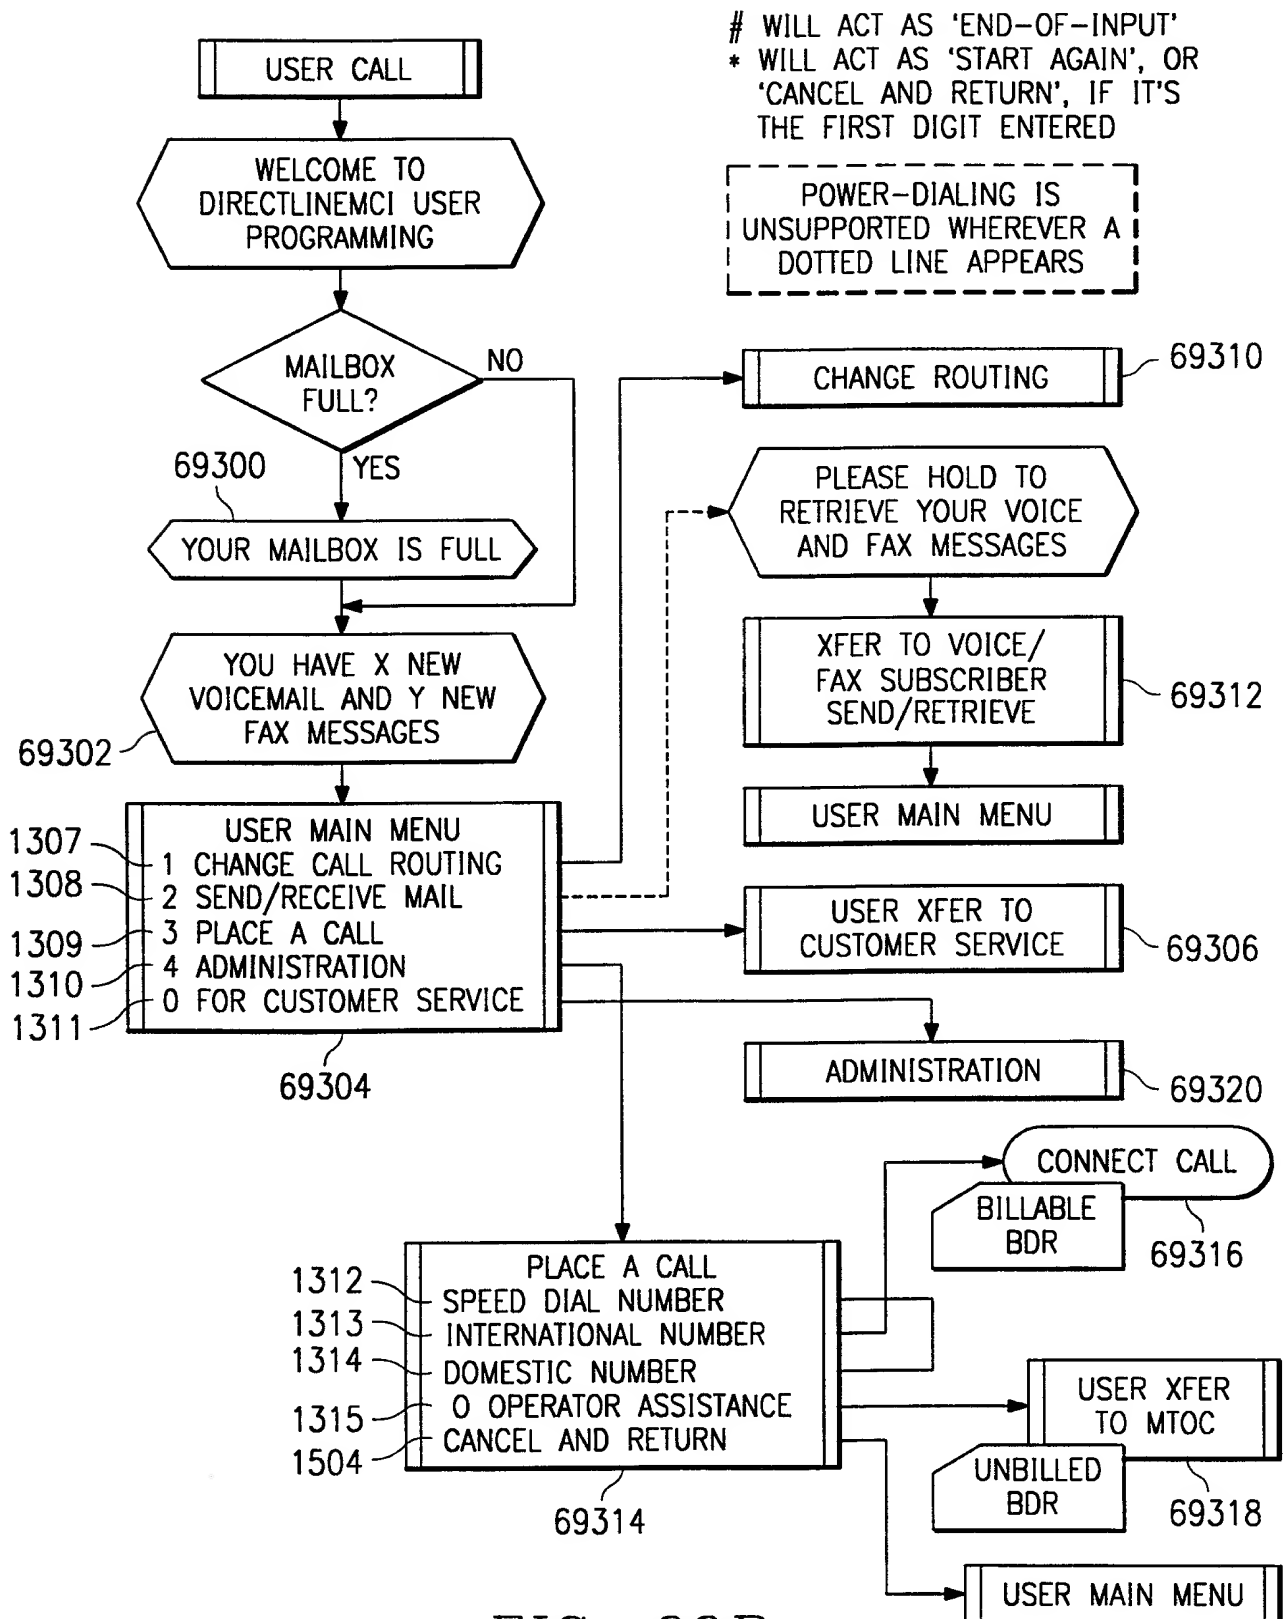 # WILL ACT AS 'END-OF-INPUT'
* WILL ACT AS 'START AGAIN', OR
'CANCEL AND RETURN', IF IT'S
THE FIRST DIGIT ENTERED
USER CALL
WELCOME TO
DIRECTLINEMCI USER
PROGRAMMING
POWER-DIALING IS
UNSUPPORTED WHEREVER A
DOTTED LINE APPEARS
MAILBOX
FULL?
NO
YES
69300
YOUR MAILBOX IS FULL
YOU HAVE X NEW
VOICEMAIL AND Y NEW
FAX MESSAGES
69302
CHANGE ROUTING
69310
PLEASE HOLD TO
RETRIEVE YOUR VOICE
AND FAX MESSAGES
XFER TO VOICE/
FAX SUBSCRIBER
SEND/RETRIEVE
69312
USER MAIN MENU
USER MAIN MENU
1307 1 CHANGE CALL ROUTING
1308 2 SEND/RECEIVE MAIL
1309 3 PLACE A CALL
1310 4 ADMINISTRATION
1311 0 FOR CUSTOMER SERVICE
69304
USER XFER TO
CUSTOMER SERVICE
69306
ADMINISTRATION
69320
CONNECT CALL
BILLABLE
BDR
69316
PLACE A CALL
1312 SPEED DIAL NUMBER
1313 INTERNATIONAL NUMBER
1314 DOMESTIC NUMBER
1315 0 OPERATOR ASSISTANCE
1504 CANCEL AND RETURN
69314
USER XFER
TO MTOC
UNBILLED
BDR
69318
USER MAIN MENU